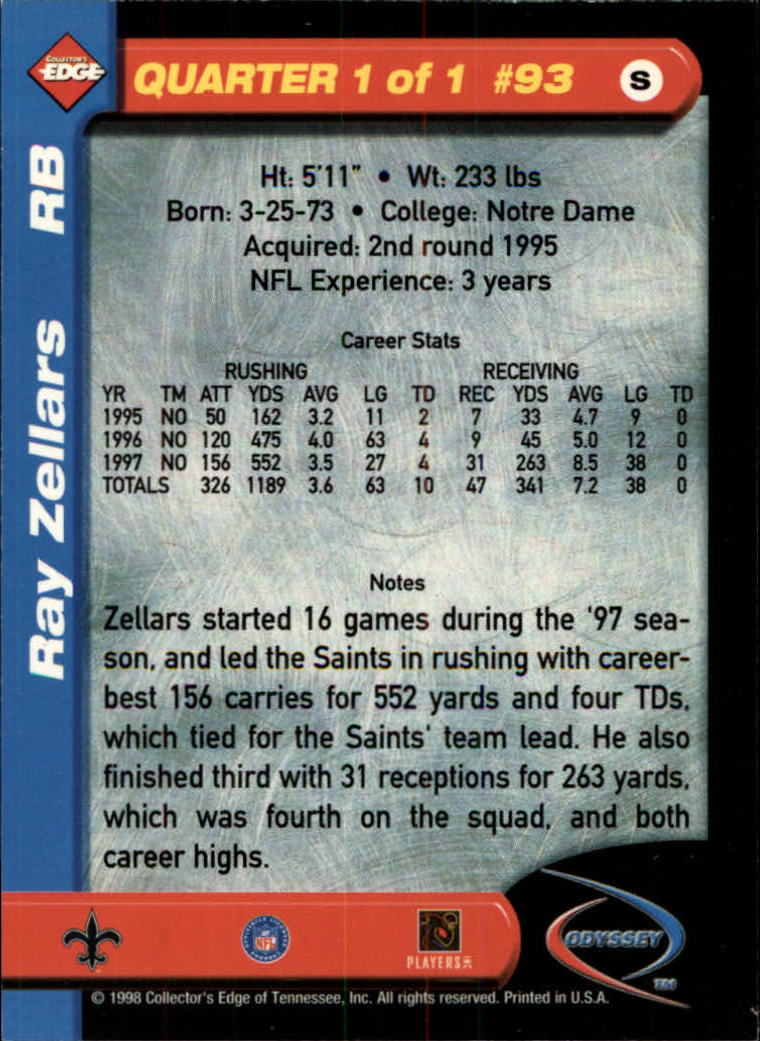 COLLECTOR'S
EDGE
QUARTER 1 of 1 #93 S
Ray Zellars RB
Ht: 5'11" • Wt: 233 lbs
Born: 3-25-73 • College: Notre Dame
Acquired: 2nd round 1995
NFL Experience: 3 years
Career Stats
RUSHING RECEIVING
YR TM ATT YDS AVG LG TD REC YDS AVG LG TD
1995 NO 50 162 3.2 11 2 7 33 4.7 9 0
1996 NO 120 475 4.0 63 4 9 45 5.0 12 0
1997 NO 156 552 3.5 27 4 31 263 8.5 38 0
TOTALS 326 1189 3.6 63 10 47 341 7.2 38 0
Notes
Zellars started 16 games during the '97 sea-
son, and led the Saints in rushing with career-
best 156 carries for 552 yards and four TDs,
which tied for the Saints' team lead. He also
finished third with 31 receptions for 263 yards,
which was fourth on the squad, and both
career highs.
NFL
PLAYERS INC
ODYSSEY
TM
© 1998 Collector's Edge of Tennessee, Inc. All rights reserved. Printed in U.S.A.